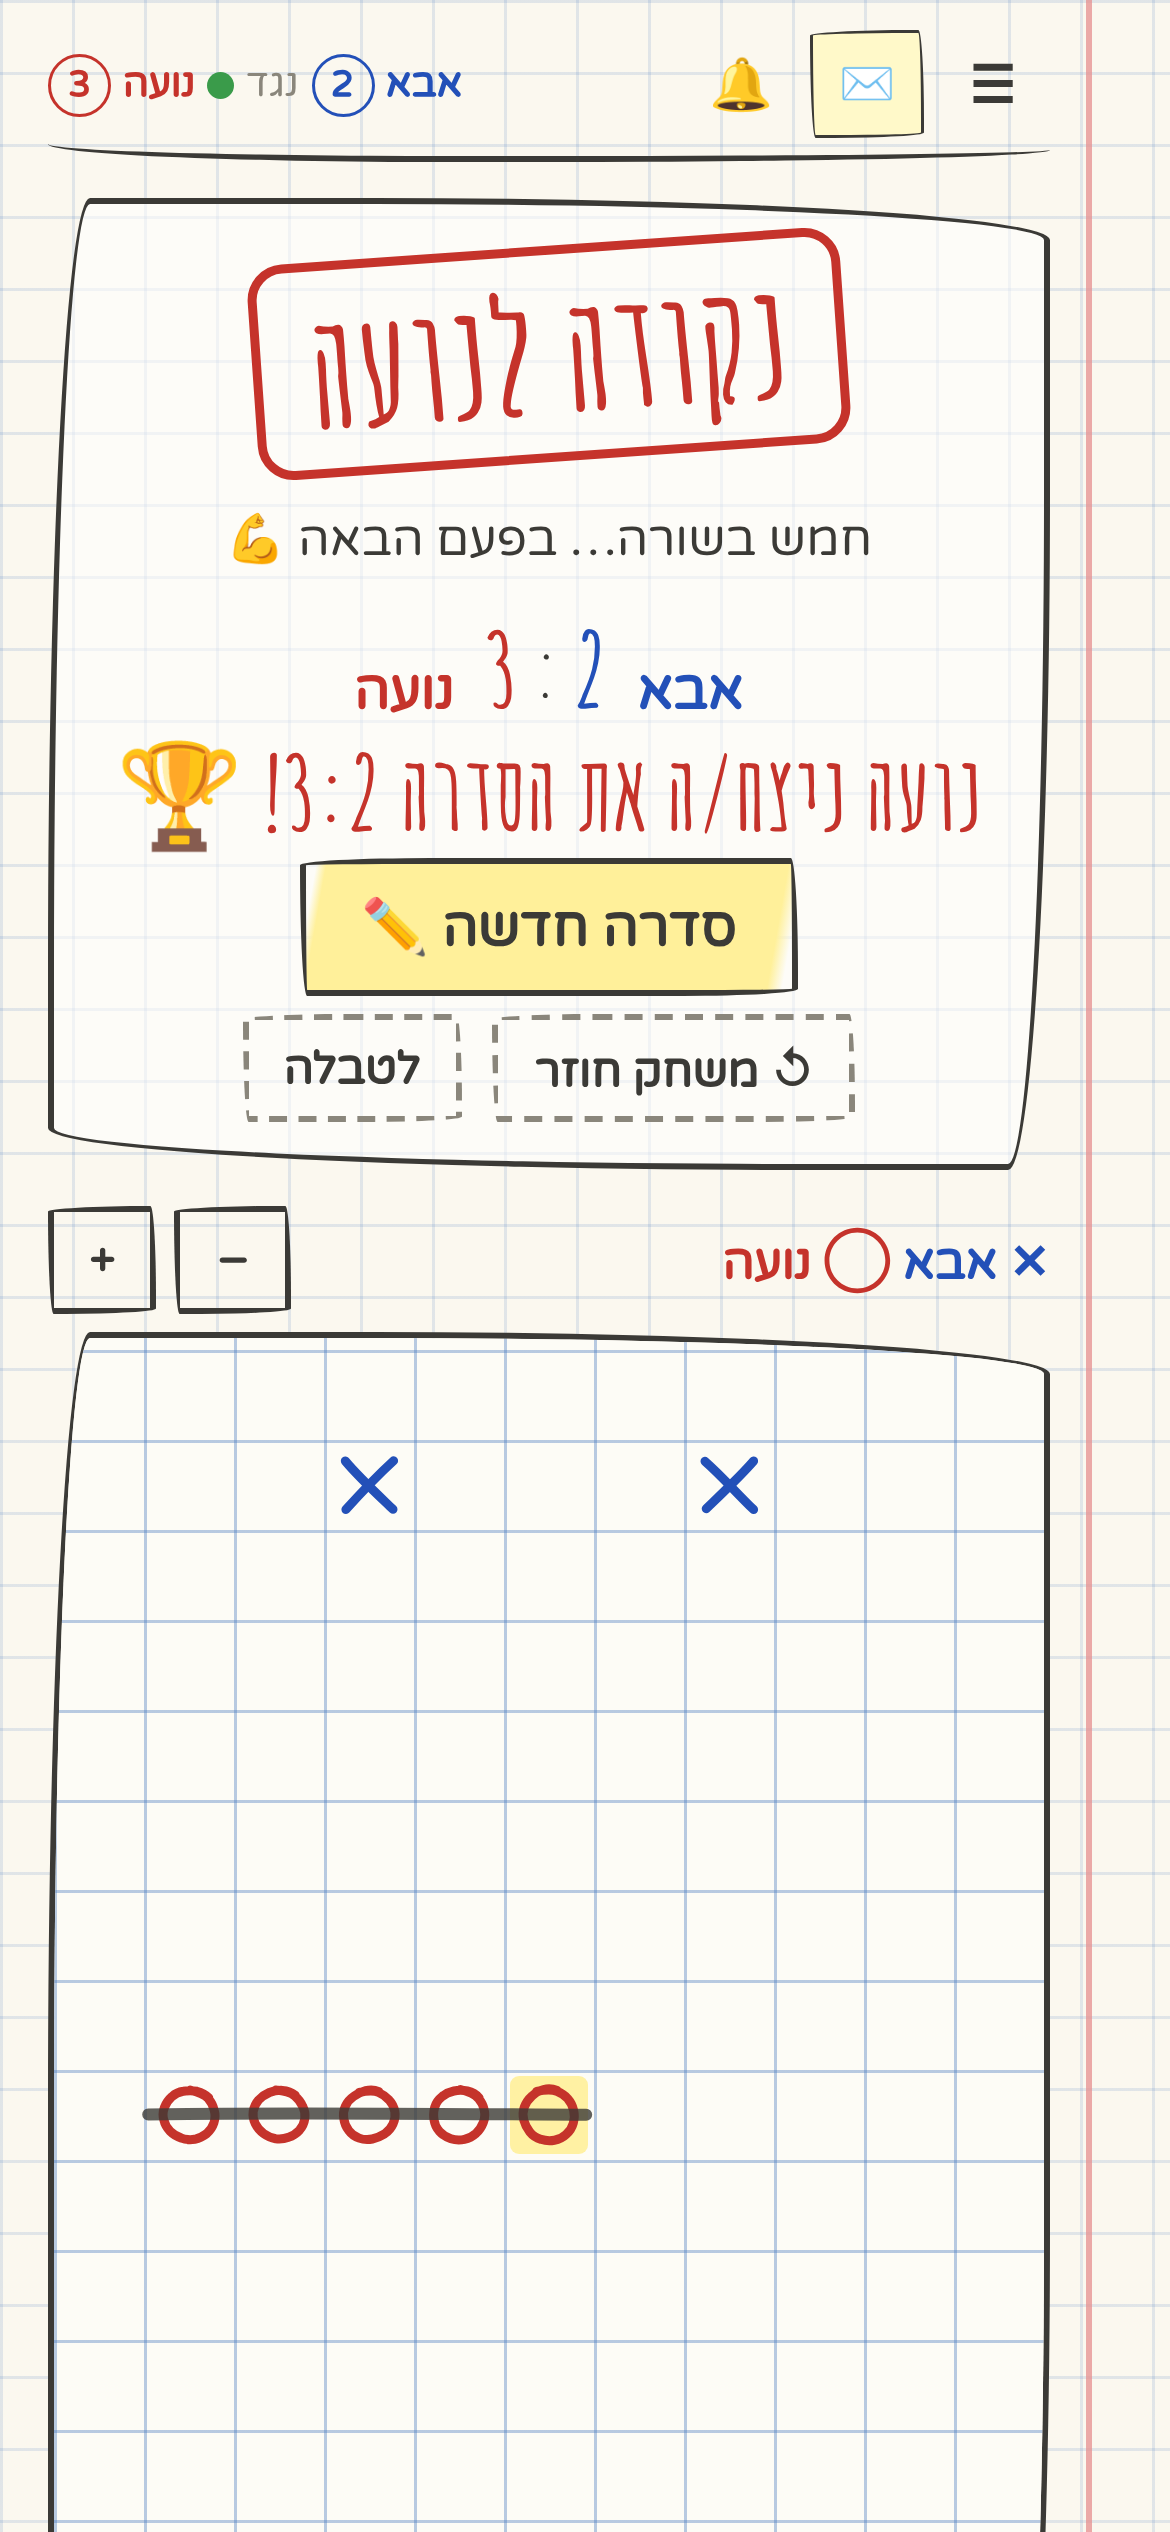 אבא 2 נגד נועה 3
נקודה לנועה
חמש בשורה... בפעם הבאה 💪
אבא 2 : 3 נועה
נועה ניצח/ה את הסדרה 3:2! 🏆
סדרה חדשה ✏️
↺ משחק חוזר
לטבלה
× אבא ○ נועה
− +